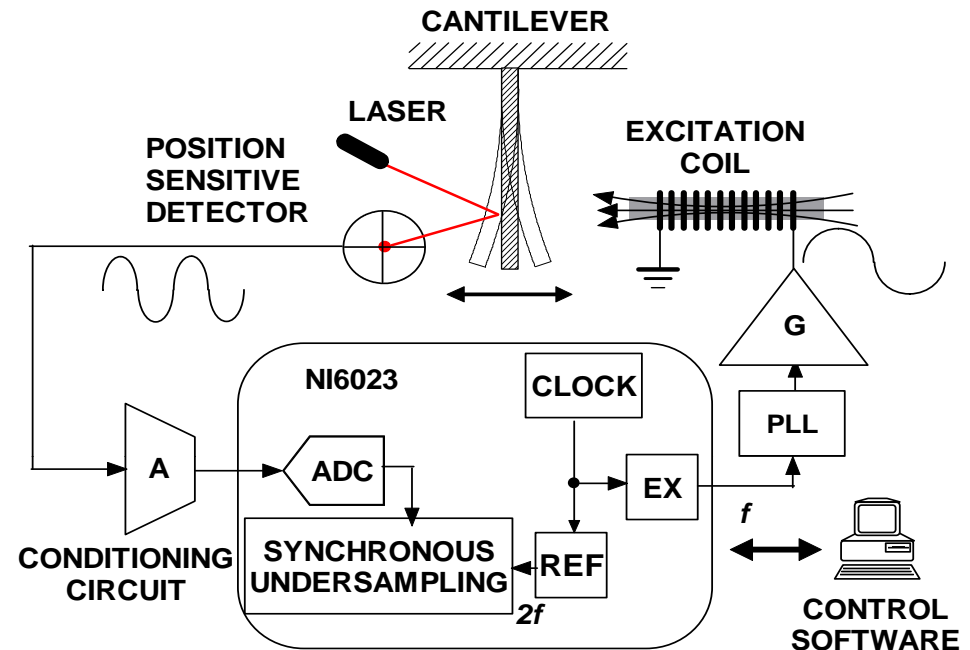 CANTILEVER
LASER
EXCITATION
COIL
POSITION
SENSITIVE
DETECTOR
G
NI6023
CLOCK
PLL
A
ADC
EX
f
SYNCHRONOUS
UNDERSAMPLING
REF
2f
CONDITIONING
CIRCUIT
CONTROL
SOFTWARE